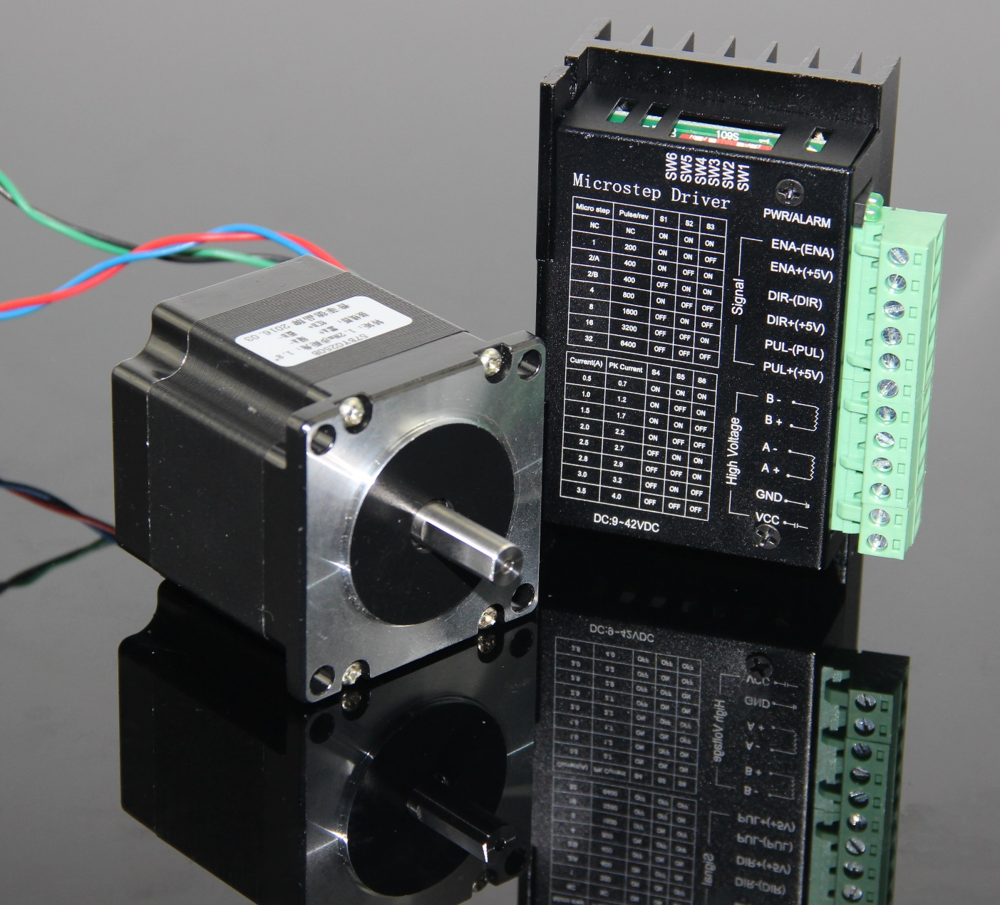 109S
SW6
SW5
SW4
SW3
SW2
SW1
Microstep Driver
Micro step Pulse/rev S1 S2 S3
NC NC ON ON ON
1 200 ON ON OFF
2/A 400 ON OFF ON
2/B 400 OFF ON ON
4 800 ON OFF OFF
8 1600 OFF ON OFF
16 3200 OFF OFF ON
32 6400 OFF OFF OFF
Current(A) PK Current S4 S5 S6
0.5 0.7 ON ON ON
1.0 1.2 ON OFF ON
1.5 1.7 ON ON OFF
2.0 2.2 ON OFF OFF
2.5 2.7 OFF ON ON
2.8 2.9 OFF OFF ON
3.0 3.2 OFF ON OFF
3.5 4.0 OFF OFF OFF
DC:9~42VDC
PWR/ALARM
Signal
ENA-(ENA)
ENA+(+5V)
DIR-(DIR)
DIR+(+5V)
PUL-(PUL)
PUL+(+5V)
High Voltage
B -
B +
A -
A +
GND
VCC
57BYG250B
2016.03